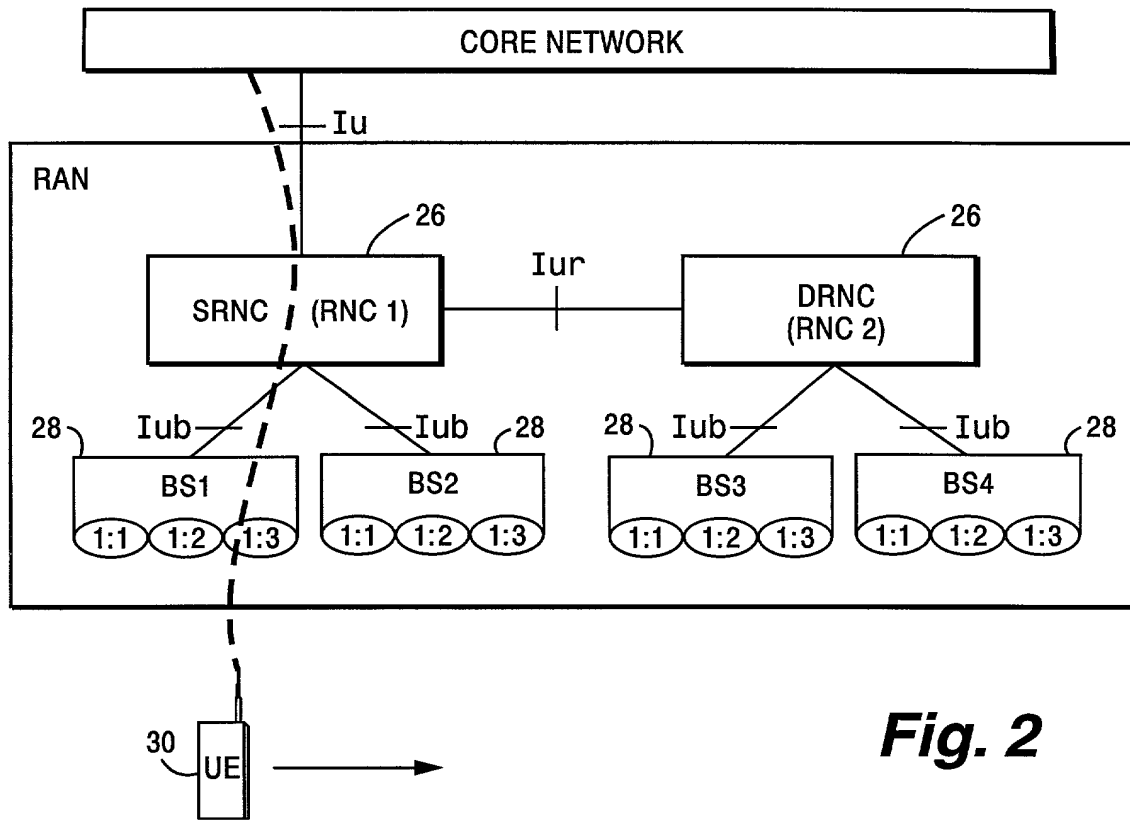 CORE NETWORK
Iu
RAN
26
26
SRNC (RNC 1)
Iur
DRNC
(RNC 2)
28
Iub
Iub
28
28
Iub
Iub
28
BS1
BS2
BS3
BS4
1:1 1:2 1:3
1:1 1:2 1:3
1:1 1:2 1:3
1:1 1:2 1:3
30
UE
Fig. 2